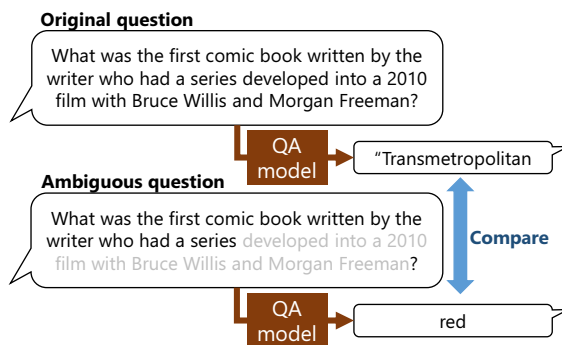 Original question
What was the first comic book written by the
writer who had a series developed into a 2010
film with Bruce Willis and Morgan Freeman?
QA
model
“Transmetropolitan
Ambiguous question
What was the first comic book written by the
writer who had a series developed into a 2010
film with Bruce Willis and Morgan Freeman?
Compare
QA
model
red